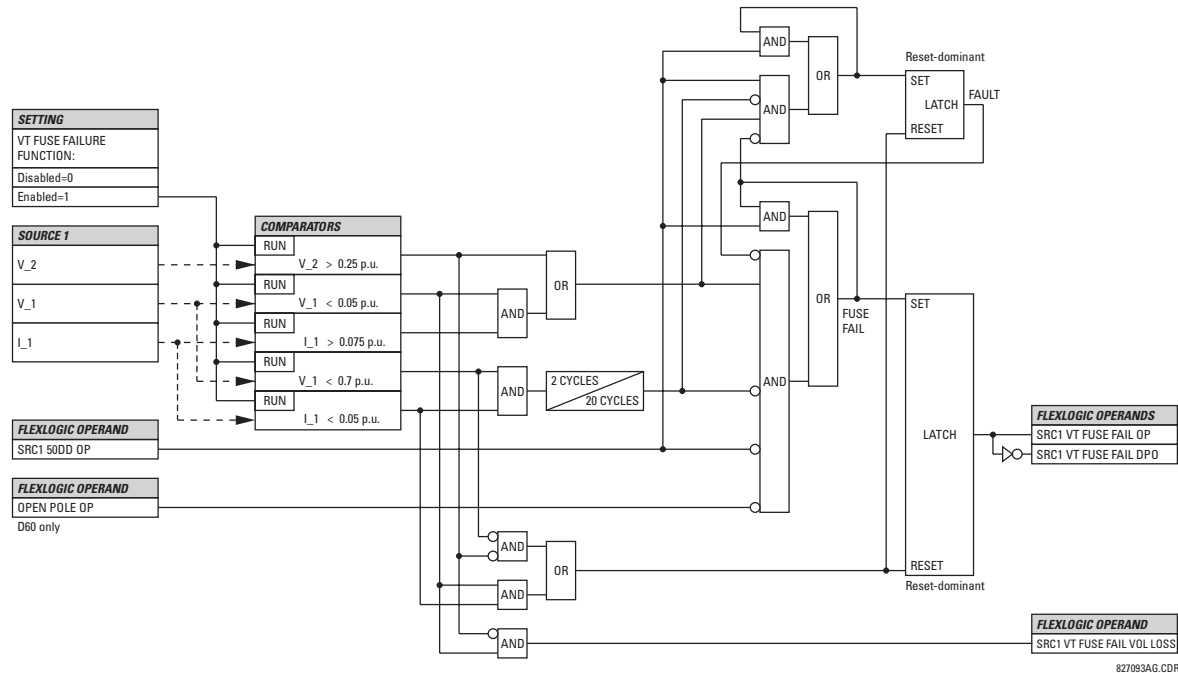 Reset-dominant
AND
OR
SET
LATCH
FAULT
RESET
AND
SETTING
VT FUSE FAILURE
FUNCTION:
Disabled=0
Enabled=1
SOURCE 1
V_2
V_1
I_1
COMPARATORS
RUN
V_2 > 0.25 p.u.
RUN
V_1 < 0.05 p.u.
RUN
I_1 > 0.075 p.u.
RUN
V_1 < 0.7 p.u.
RUN
I_1 < 0.05 p.u.
OR
AND
AND
2 CYCLES
20 CYCLES
AND
OR
FUSE
FAIL
AND
SET
LATCH
RESET
Reset-dominant
FLEXLOGIC OPERAND
SRC1 50DD OP
FLEXLOGIC OPERAND
OPEN POLE OP
D60 only
AND
OR
AND
AND
FLEXLOGIC OPERANDS
SRC1 VT FUSE FAIL OP
SRC1 VT FUSE FAIL DPO
FLEXLOGIC OPERAND
SRC1 VT FUSE FAIL VOL LOSS
827093AG.CDR